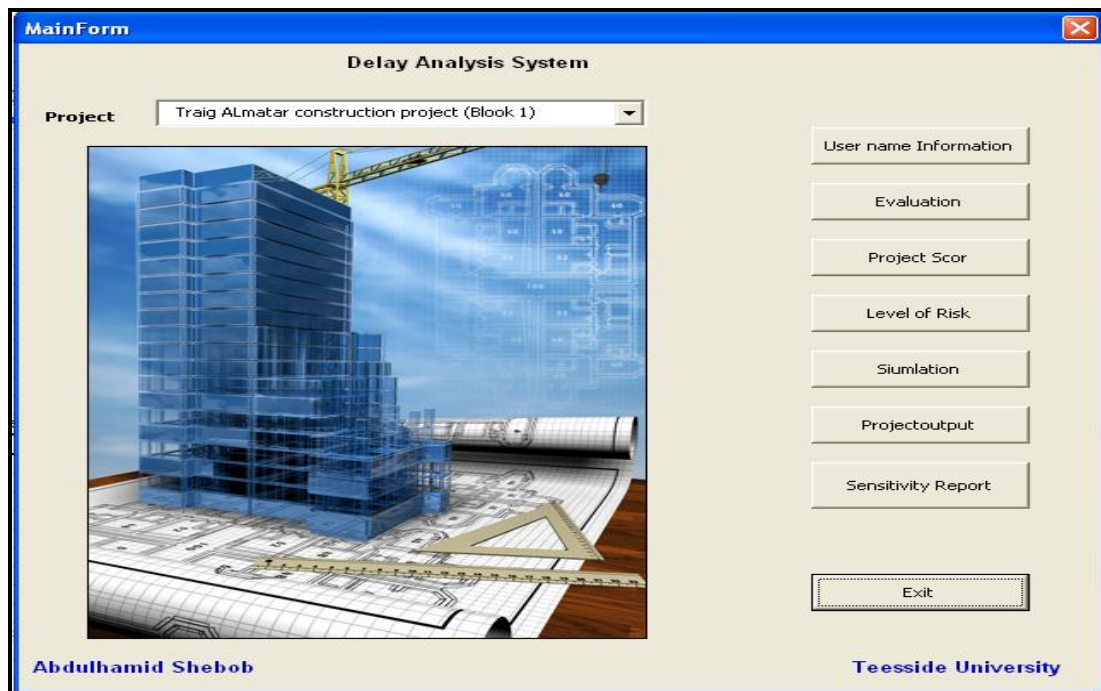 MainForm
Delay Analysis System
Project
Traig ALmatar construction project (Blook 1)
User name Information
Evaluation
Project Scor
Level of Risk
Siumlation
Projectoutput
Sensitivity Report
Exit
Abdulhamid Shebob
Teesside University